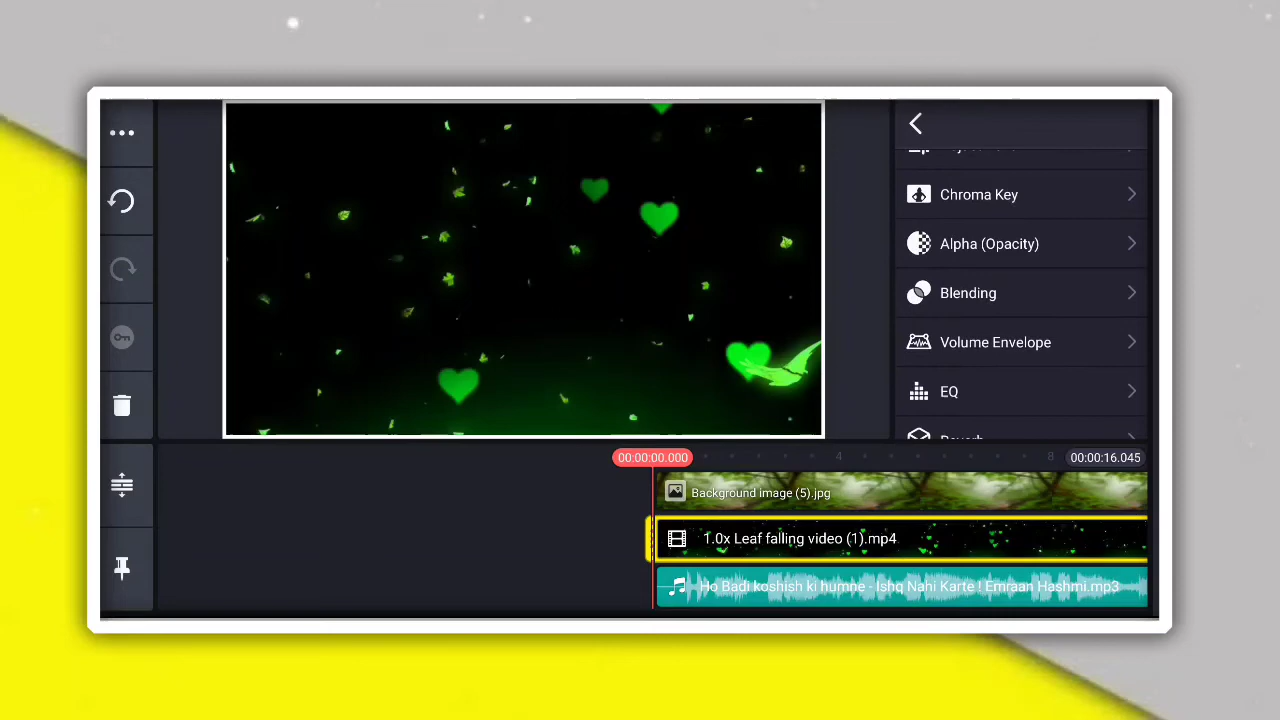 Chroma Key
Alpha (Opacity)
Blending
Volume Envelope
EQ
00:00:00.000
4
8
00:00:16.045
Background image (5).jpg
1.0x Leaf falling video (1).mp4
Ho Badi koshish ki humne - Ishq Nahi Karte ! Emraan Hashmi.mp3